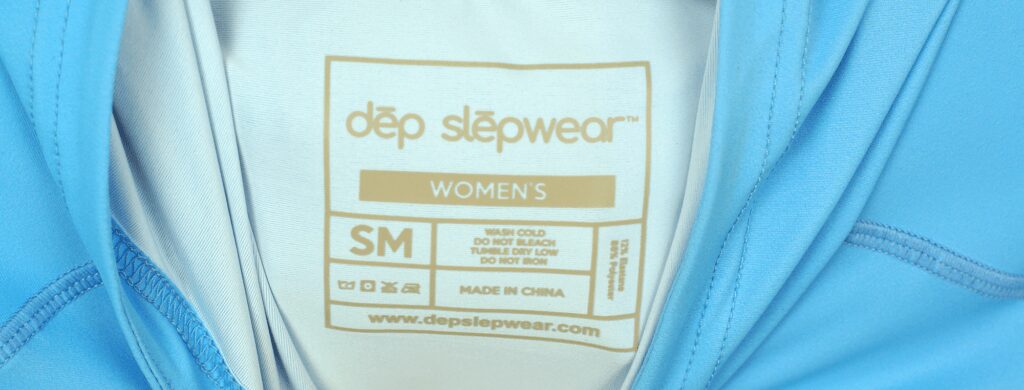 dēp slēpwear™
WOMEN'S
SM
WASH COLD
DO NOT BLEACH
TUMBLE DRY LOW
DO NOT IRON
12% Elastane
88% Polyester
MADE IN CHINA
www.depslepwear.com